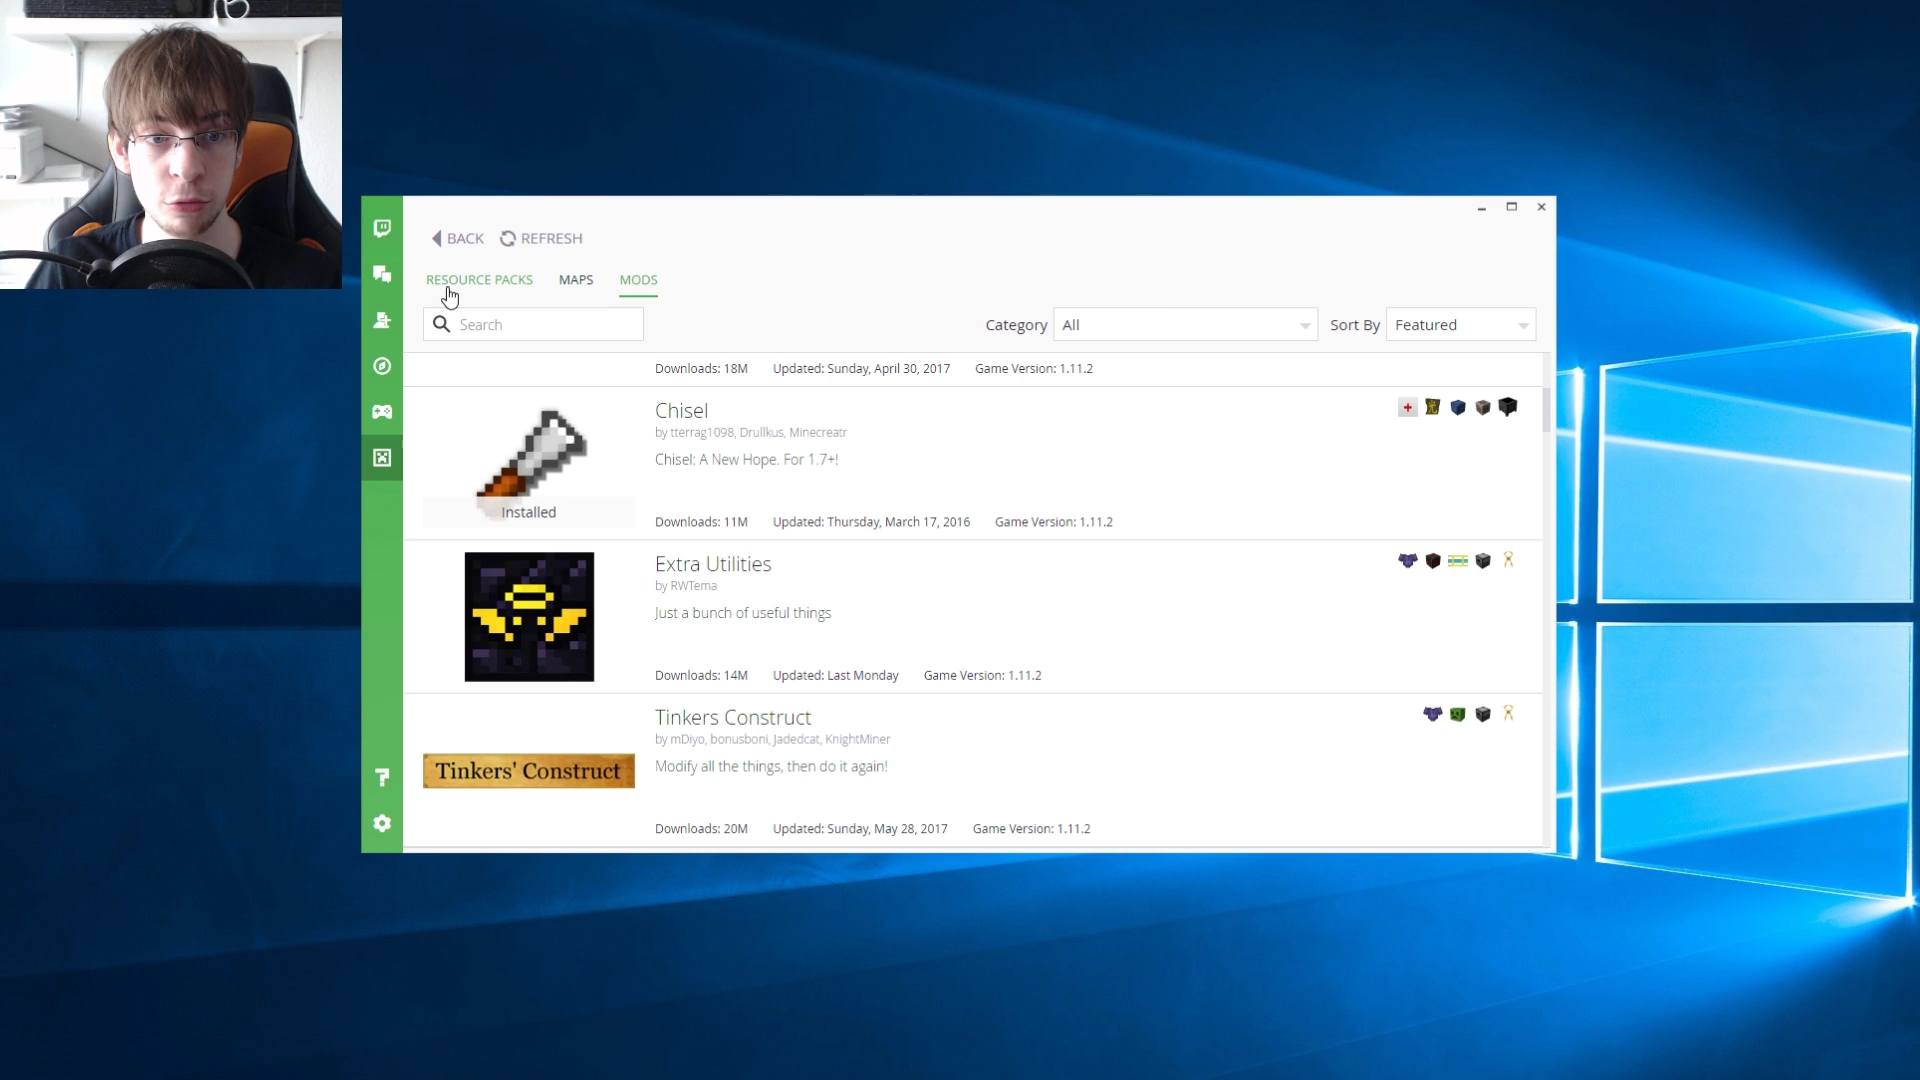 BACK REFRESH
RESOURCE PACKS MAPS MODS
Search Category All Sort By Featured
Downloads: 18M Updated: Sunday, April 30, 2017 Game Version: 1.11.2
Chisel
by tterrag1098, Drullkus, Minecreatr
Chisel: A New Hope. For 1.7+!
Installed
Downloads: 11M Updated: Thursday, March 17, 2016 Game Version: 1.11.2
Extra Utilities
by RWTema
Just a bunch of useful things
Downloads: 14M Updated: Last Monday Game Version: 1.11.2
Tinkers Construct
by mDiyo, bonusboni, Jadedcat, KnightMiner
Tinkers' Construct
Modify all the things, then do it again!
Downloads: 20M Updated: Sunday, May 28, 2017 Game Version: 1.11.2